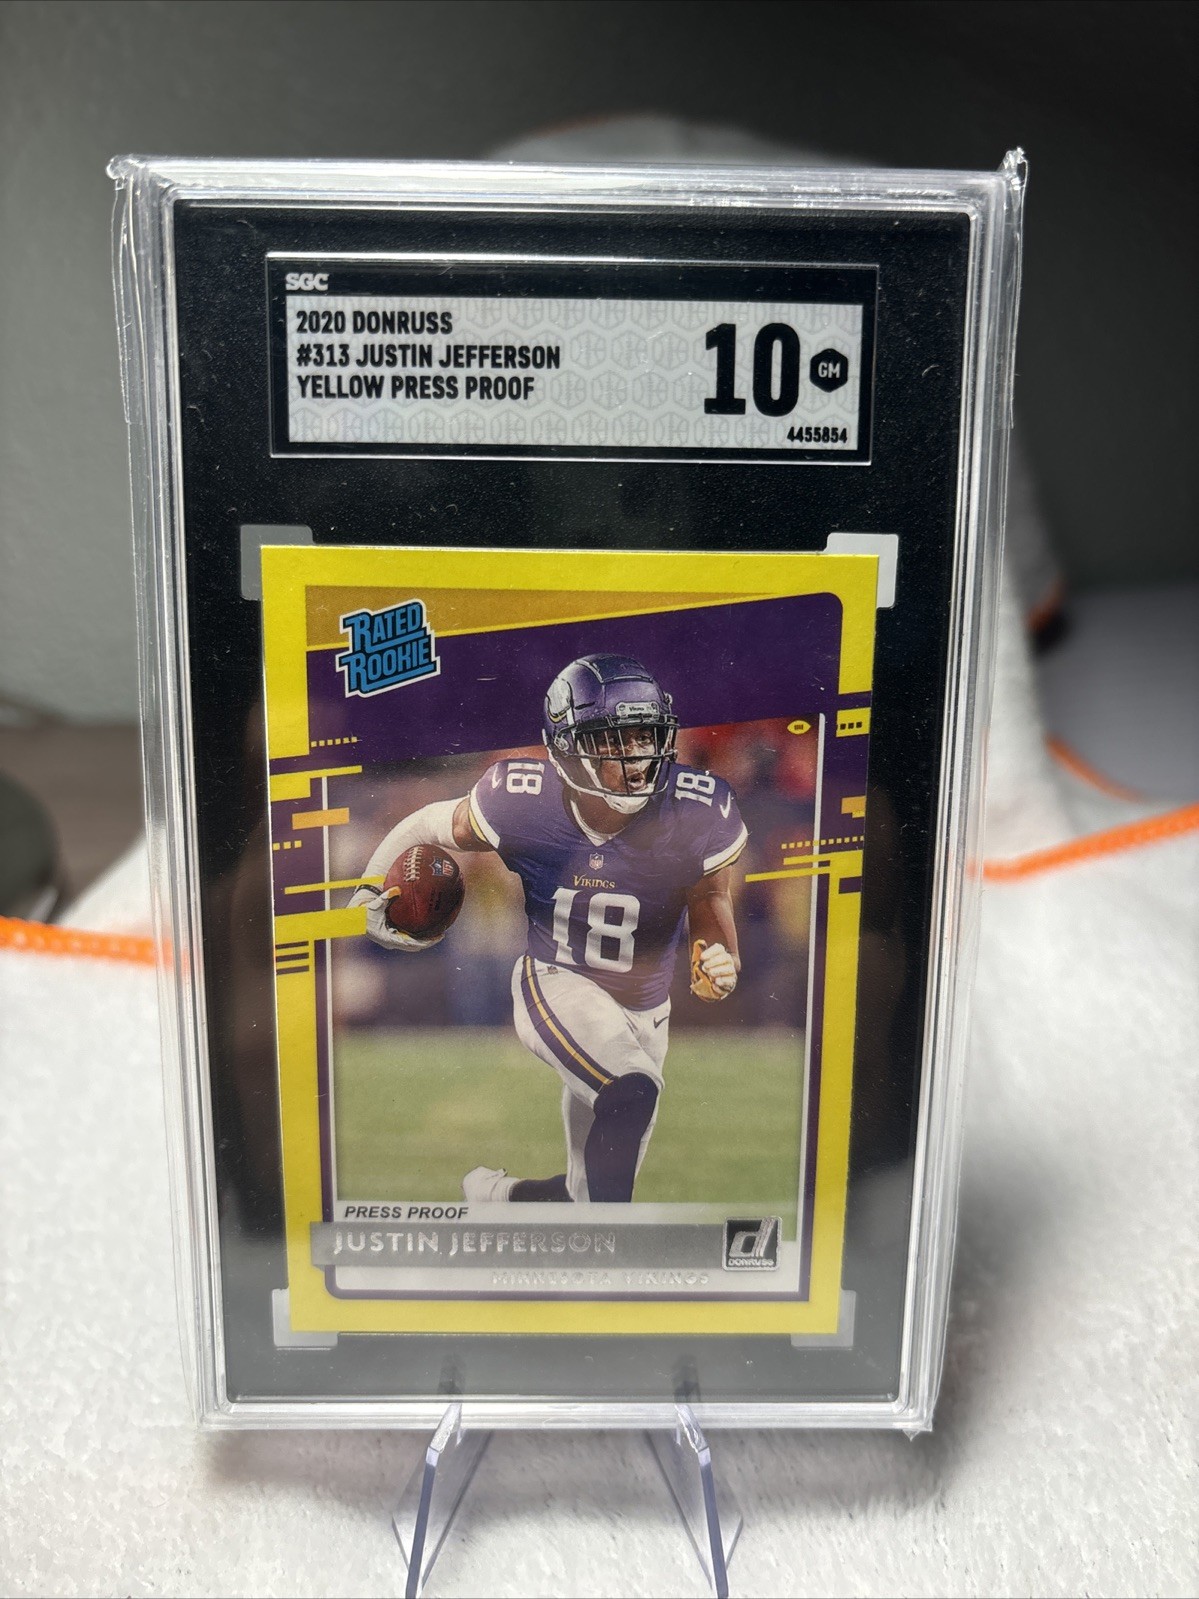 SGC
2020 DONRUSS
#313 JUSTIN JEFFERSON
YELLOW PRESS PROOF
10
GM
4455854
RATED
ROOKIE
18
18
VIKINGS
18
PRESS PROOF
JUSTIN JEFFERSON
DONRUSS
MINNESOTA VIKINGS